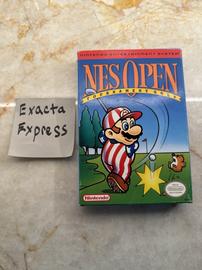 NINTENDO ENTERTAINMENT SYSTEM
NES OPEN
TOURNAMENT GOLF
Exacta
Express
Nintendo